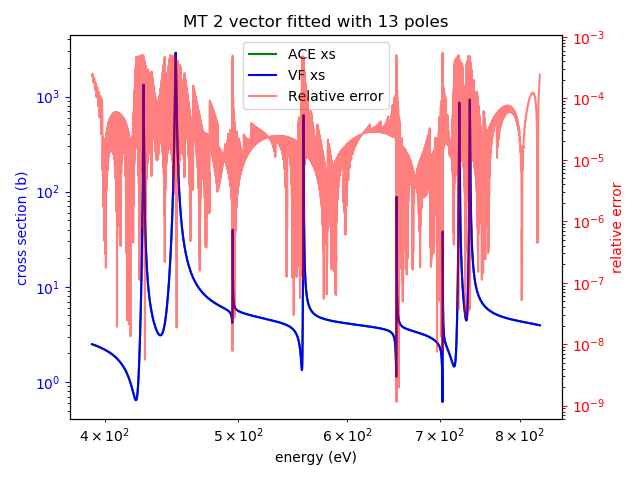 MT 2 vector fitted with 13 poles
ACE xs
VF xs
Relative error
cross section (b)
10³
10²
10¹
10⁰
relative error
10⁻³
10⁻⁴
10⁻⁵
10⁻⁶
10⁻⁷
10⁻⁸
10⁻⁹
4 × 10² 5 × 10² 6 × 10² 7 × 10² 8 × 10²
energy (eV)